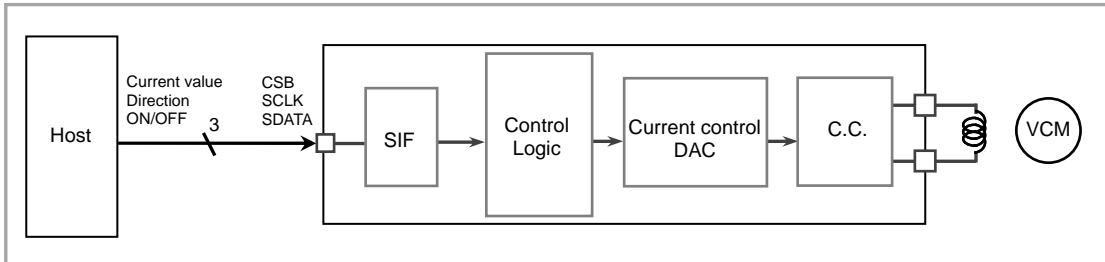 Host
Current value
Direction
ON/OFF
3
CSB
SCLK
SDATA
SIF
Control
Logic
Current control
DAC
C.C.
VCM